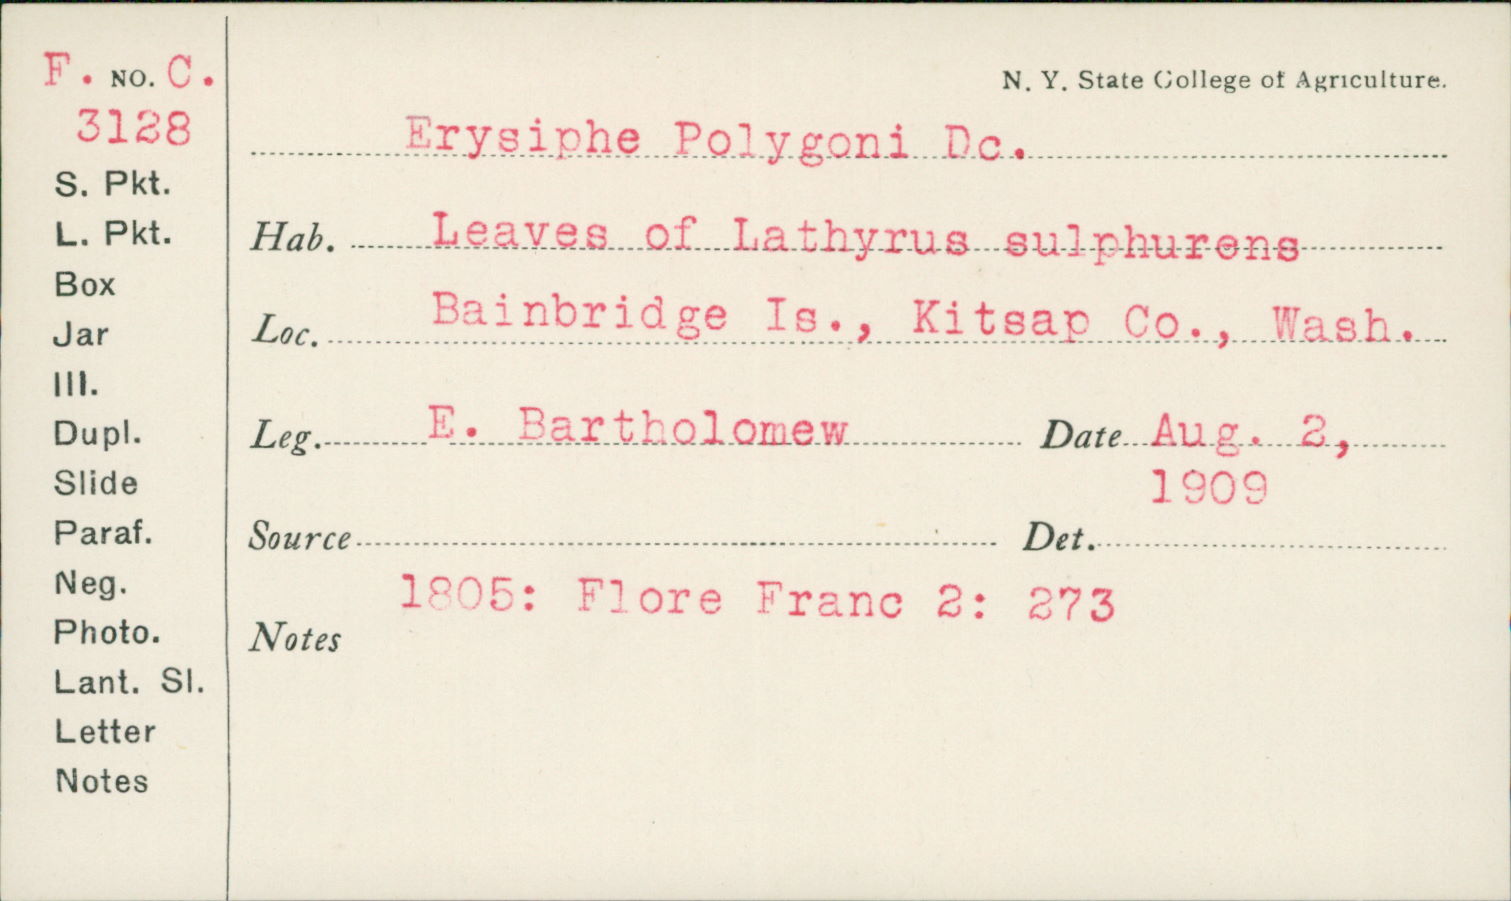 F. NO. C.
3128
S. Pkt.
L. Pkt.
Box
Jar
Ill.
Dupl.
Slide
Paraf.
Neg.
Photo.
Lant. Sl.
Letter
Notes
N. Y. State College of Agriculture.
Erysiphe Polygoni Dc.
Hab. Leaves of Lathyrus sulphurens
Loc. Bainbridge Is., Kitsap Co., Wash.
Leg. E. Bartholomew Date Aug. 2,
1909
Source Det.
1805: Flore Franc 2: 273
Notes